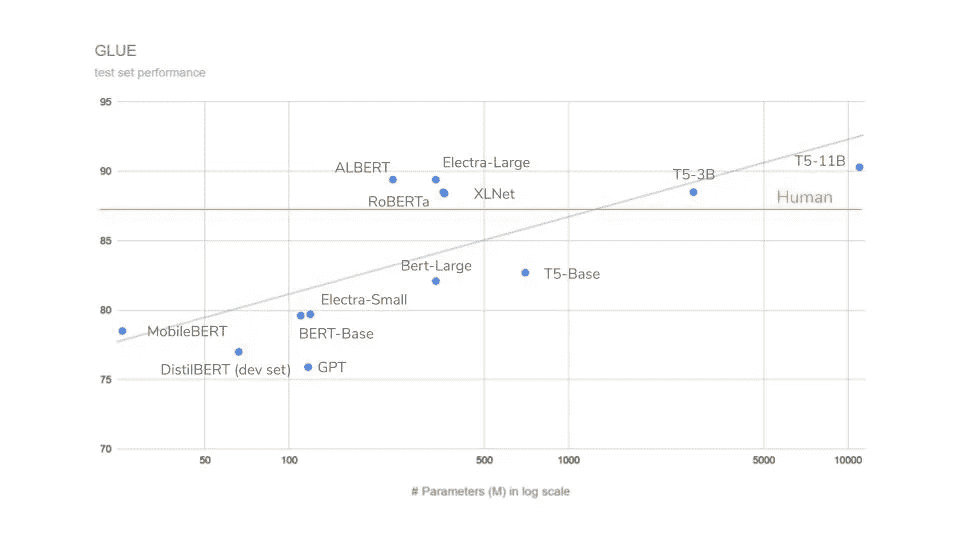 GLUE
test set performance
95
90
85
80
75
70
ALBERT
Electra-Large
RoBERTa
XLNet
T5-3B
T5-11B
Human
Bert-Large
T5-Base
Electra-Small
BERT-Base
MobileBERT
DistilBERT (dev set)
GPT
50 100 500 1000 5000 10000
# Parameters (M) in log scale